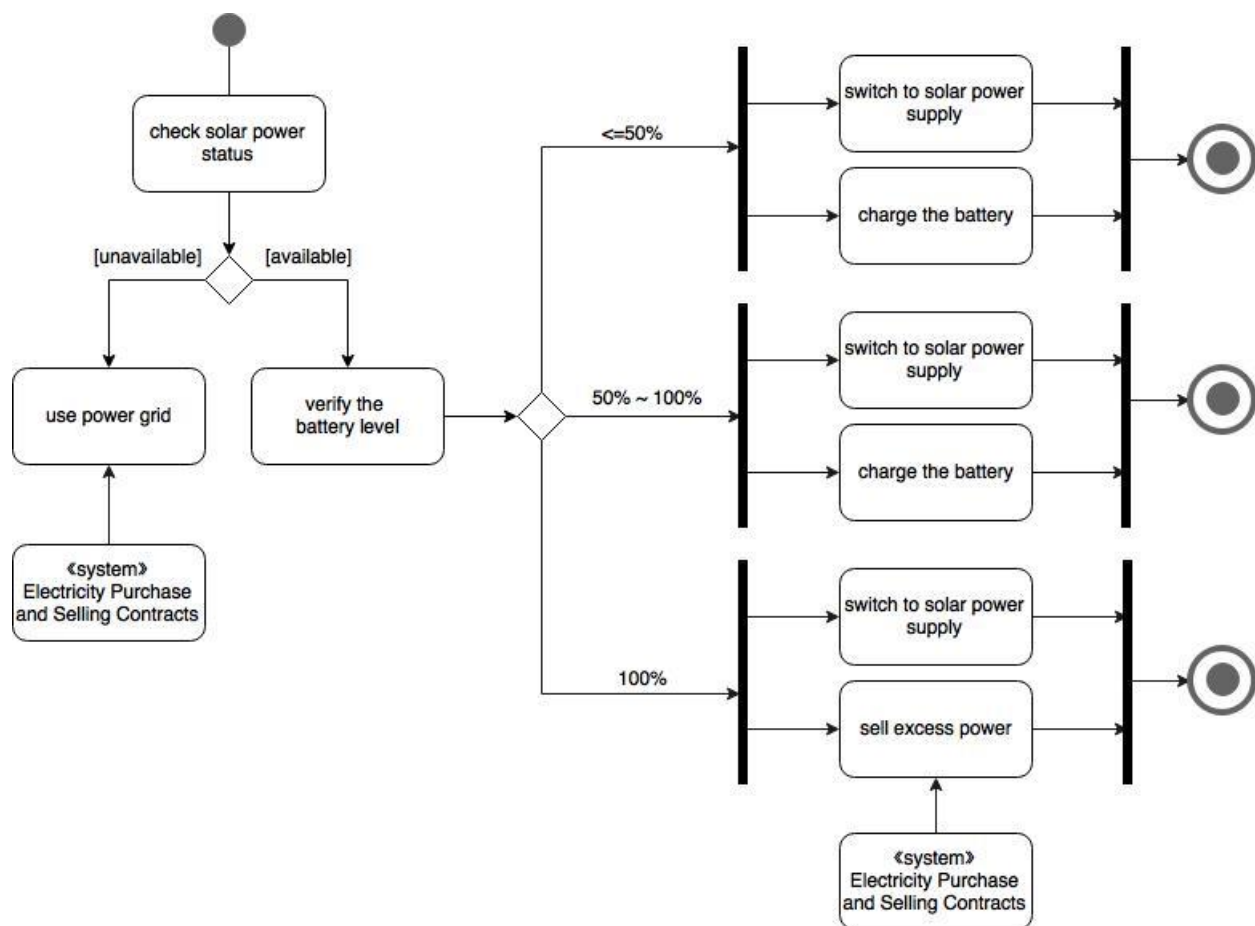 check solar power
status
[unavailable]
[available]
use power grid
verify the
battery level
《system》
Electricity Purchase
and Selling Contracts
<=50%
switch to solar power
supply
charge the battery
50% ~ 100%
switch to solar power
supply
charge the battery
100%
switch to solar power
supply
sell excess power
《system》
Electricity Purchase
and Selling Contracts